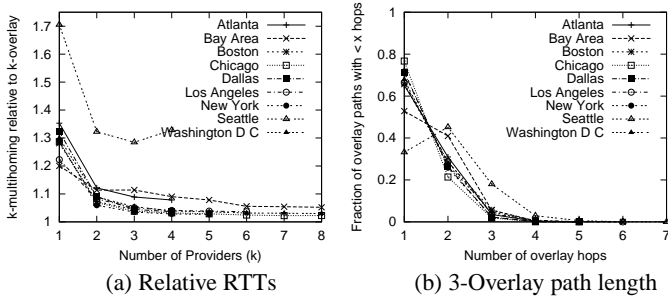 k-multihoming relative to k-overlay
1.7
1.6
1.5
1.4
1.3
1.2
1.1
1
1 2 3 4 5 6 7 8
Number of Providers (k)
Atlanta
Bay Area
Boston
Chicago
Dallas
Los Angeles
New York
Seattle
Washington D C
(a) Relative RTTs
Fraction of overlay paths with < x hops
1
0.8
0.6
0.4
0.2
0
1 2 3 4 5 6 7
Number of overlay hops
Atlanta
Bay Area
Boston
Chicago
Dallas
Los Angeles
New York
Seattle
Washington D C
(b) 3-Overlay path length